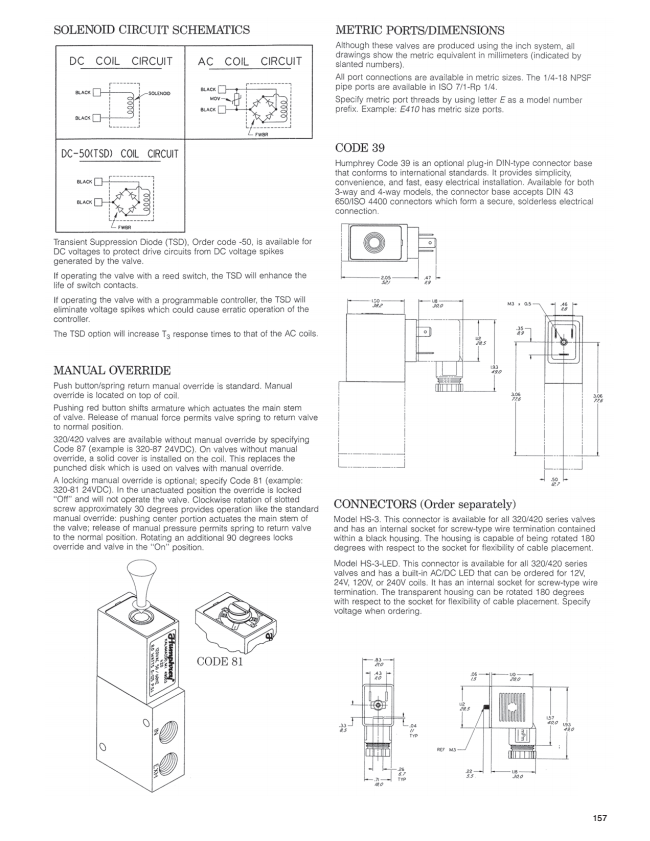 SOLENOID CIRCUIT SCHEMATICS
DC COIL CIRCUIT
BLACK
SOLENOID
BLACK
AC COIL CIRCUIT
BLACK
MOV
BLACK
FWBR
DC-50(TSD) COIL CIRCUIT
BLACK
BLACK
FWBR
Transient Suppression Diode (TSD), Order code -50, is available for
DC voltages to protect drive circuits from DC voltage spikes
generated by the valve.
If operating the valve with a reed switch, the TSD will enhance the
life of switch contacts.
If operating the valve with a programmable controller, the TSD will
eliminate voltage spikes which could cause erratic operation of the
controller.
The TSD option will increase T3 response times to that of the AC coils.
MANUAL OVERRIDE
Push button/spring return manual override is standard. Manual
override is located on top of coil.
Pushing red button shifts armature which actuates the main stem
of valve. Release of manual force permits valve spring to return valve
to normal position.
320/420 valves are available without manual override by specifying
Code 87 (example is 320-87 24VDC). On valves without manual
override, a solid cover is installed on the coil. This replaces the
punched disk which is used on valves with manual override.
A locking manual override is optional; specify Code 81 (example:
320-81 24VDC). In the unactuated position the override is locked
"Off" and will not operate the valve. Clockwise rotation of slotted
screw approximately 30 degrees provides operation like the standard
manual override: pushing center portion actuates the main stem of
the valve; release of manual pressure permits spring to return valve
to the normal position. Rotating an additional 90 degrees locks
override and valve in the "On" position.
Humphrey
CODE 81
IN
EXH
METRIC PORTS/DIMENSIONS
Although these valves are produced using the inch system, all
drawings show the metric equivalent in millimeters (indicated by
slanted numbers).
All port connections are available in metric sizes. The 1/4-18 NPSF
pipe ports are available in ISO 7/1-Rp 1/4.
Specify metric port threads by using letter E as a model number
prefix. Example: E410 has metric size ports.
CODE 39
Humphrey Code 39 is an optional plug-in DIN-type connector base
that conforms to international standards. It provides simplicity,
convenience, and fast, easy electrical installation. Available for both
3-way and 4-way models, the connector base accepts DIN 43
650/ISO 4400 connectors which form a secure, solderless electrical
connection.
2.05
52.1
.47
11.9
1.50
38.2
1.18
30.0
M3 x 0.5
.46
11.8
.35
8.9
1.12
28.5
1.93
49.0
3.06
77.6
3.06
77.6
.50
12.7
CONNECTORS (Order separately)
Model HS-3. This connector is available for all 320/420 series valves
and has an internal socket for screw-type wire termination contained
within a black housing. The housing is capable of being rotated 180
degrees with respect to the socket for flexibility of cable placement.
Model HS-3-LED. This connector is available for all 320/420 series
valves and has a built-in AC/DC LED that can be ordered for 12V,
24V, 120V, or 240V coils. It has an internal socket for screw-type wire
termination. The transparent housing can be rotated 180 degrees
with respect to the socket for flexibility of cable placement. Specify
voltage when ordering.
.83
21.0
.43
11.0
.33
8.5
.04
1.1
TYP
.26
6.7
TYP
.71
18.0
.06
1.5
1.10
28.0
1.12
28.5
1.57
40.0
1.93
49.0
REF M3
.22
5.5
1.18
30.0
157